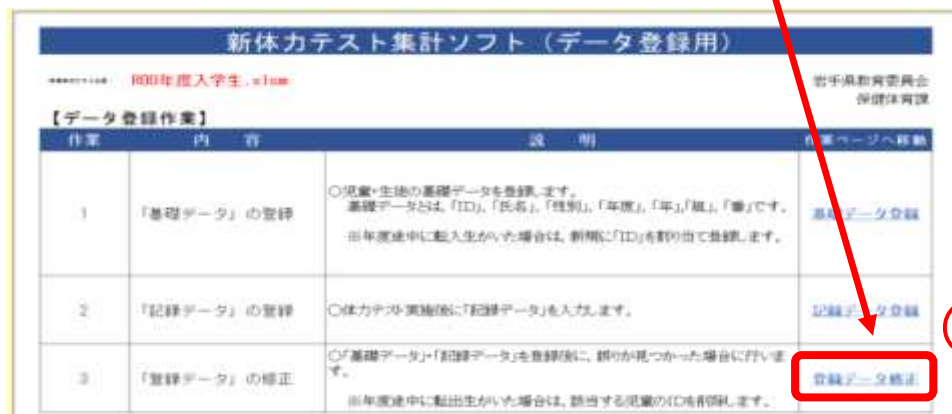 新体力テスト集計ソフト（データ登録用）
R00年度入学生.xlsm
岩手県教育委員会
保健体育課
【データ登録作業】
作業 内 容 説 明 作業ページへ移動
1 「基礎データ」の登録 ○児童・生徒の基礎データを登録します。
基礎データとは、「ID」、「氏名」、「性別」、「年度」、「年」、「組」、「番」です。
※年度途中に転入生がいた場合は、新規に「ID」を割り当て登録します。
基礎データ登録
2 「記録データ」の登録 ○体力テスト実施後に「記録データ」を入力します。 記録データ登録
3 「登録データ」の修正 ○「基礎データ」・「記録データ」を登録後に、誤りが見つかった場合に行いま
す。
※年度途中に転出生がいた場合は、該当する児童のIDを削除します。
登録データ修正